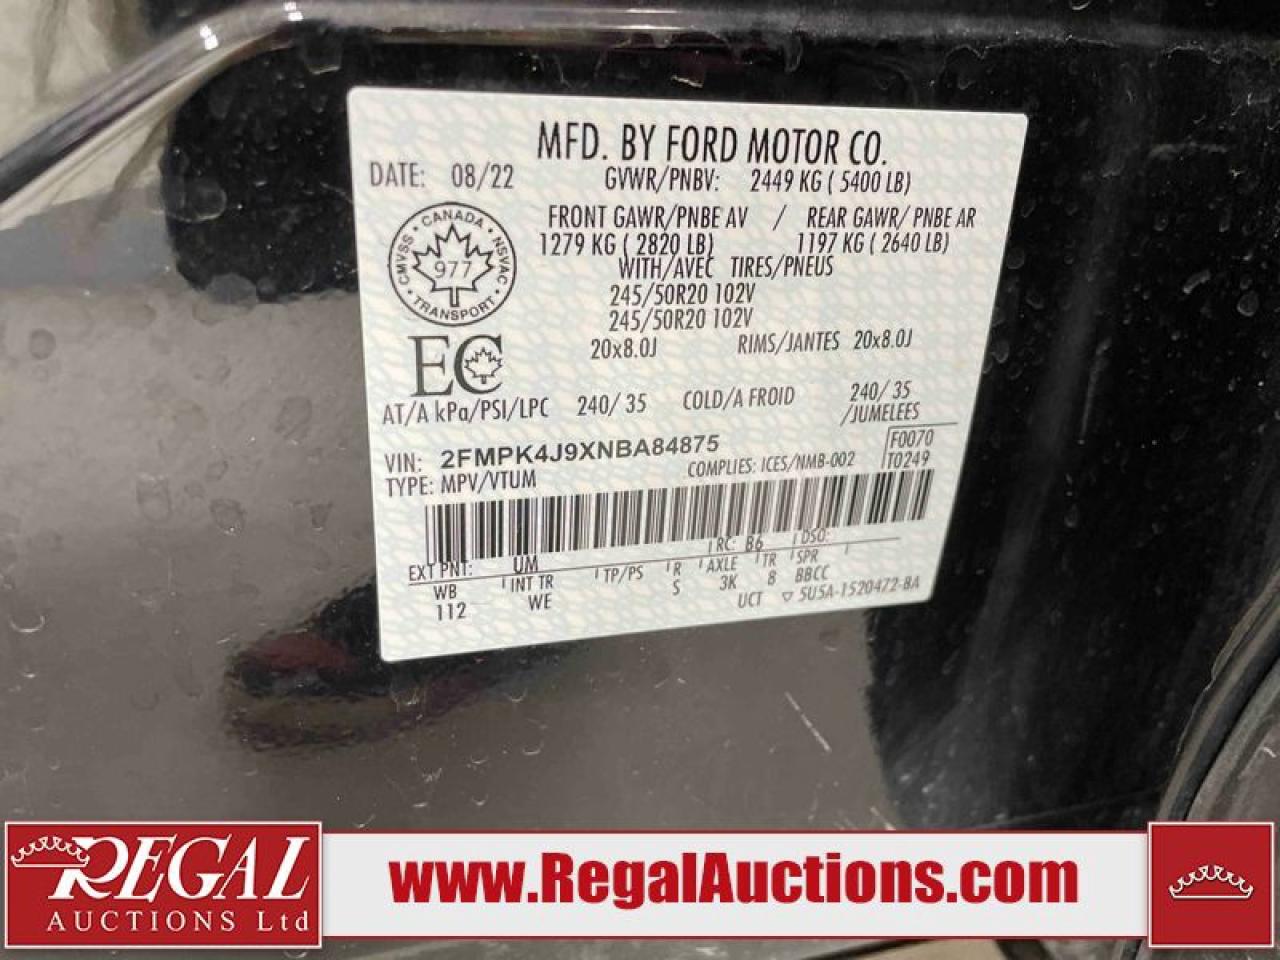 MFD. BY FORD MOTOR CO.
DATE: 08/22 GVWR/PNBV: 2449 KG ( 5400 LB)
FRONT GAWR/PNBE AV / REAR GAWR/ PNBE AR
1279 KG ( 2820 LB) 1197 KG ( 2640 LB)
WITH/AVEC TIRES/PNEUS
245/50R20 102V
245/50R20 102V
20x8.0J RIMS/JANTES 20x8.0J
CANADA
CMVSS 977 NSVAC
TRANSPORT
EC
AT/A kPa/PSI/LPC 240/ 35 COLD/A FROID 240/ 35
/JUMELEES
VIN: 2FMPK4J9XNBA84875 F0070
TYPE: MPV/VTUM COMPLIES: ICES/NMB-002 T0249
RC: B6 DSO:
EXT PNT: UM
WB INT TR TP/PS R AXLE TR SPR
112 WE S 3K 8 BBCC
UCT ▽ 5U5A-1520472-BA
REGAL
AUCTIONS Ltd
www.RegalAuctions.com